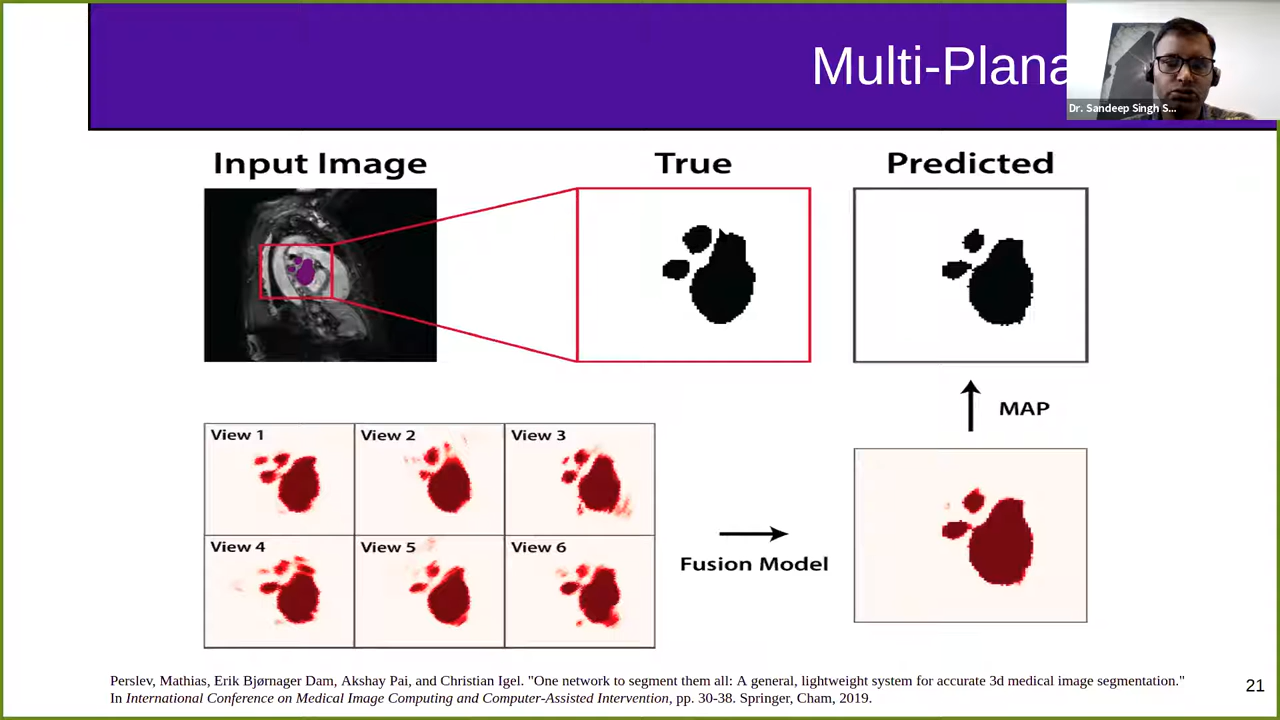 Multi-Plana
Dr. Sandeep Singh S...
Input Image
True
Predicted
MAP
View 1
View 2
View 3
View 4
View 5
View 6
Fusion Model
Perslev, Mathias, Erik Bjørnager Dam, Akshay Pai, and Christian Igel. "One network to segment them all: A general, lightweight system for accurate 3d medical image segmentation."
In International Conference on Medical Image Computing and Computer-Assisted Intervention, pp. 30-38. Springer, Cham, 2019.
21